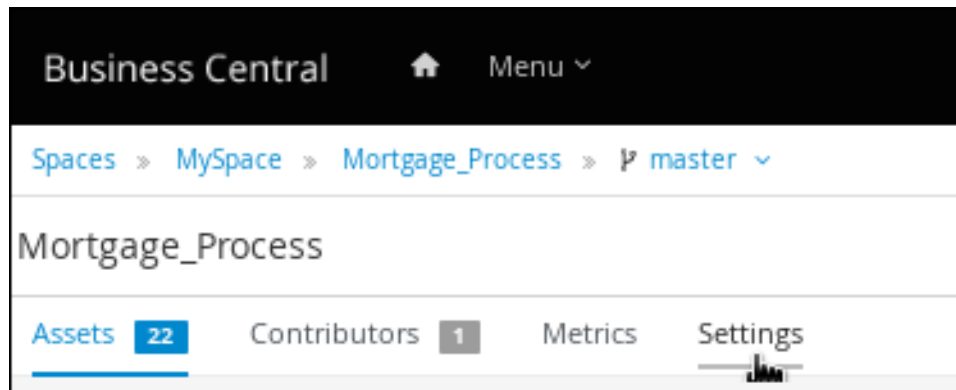 Business Central Menu
Spaces » MySpace » Mortgage_Process » master
Mortgage_Process
Assets 22 Contributors 1 Metrics Settings